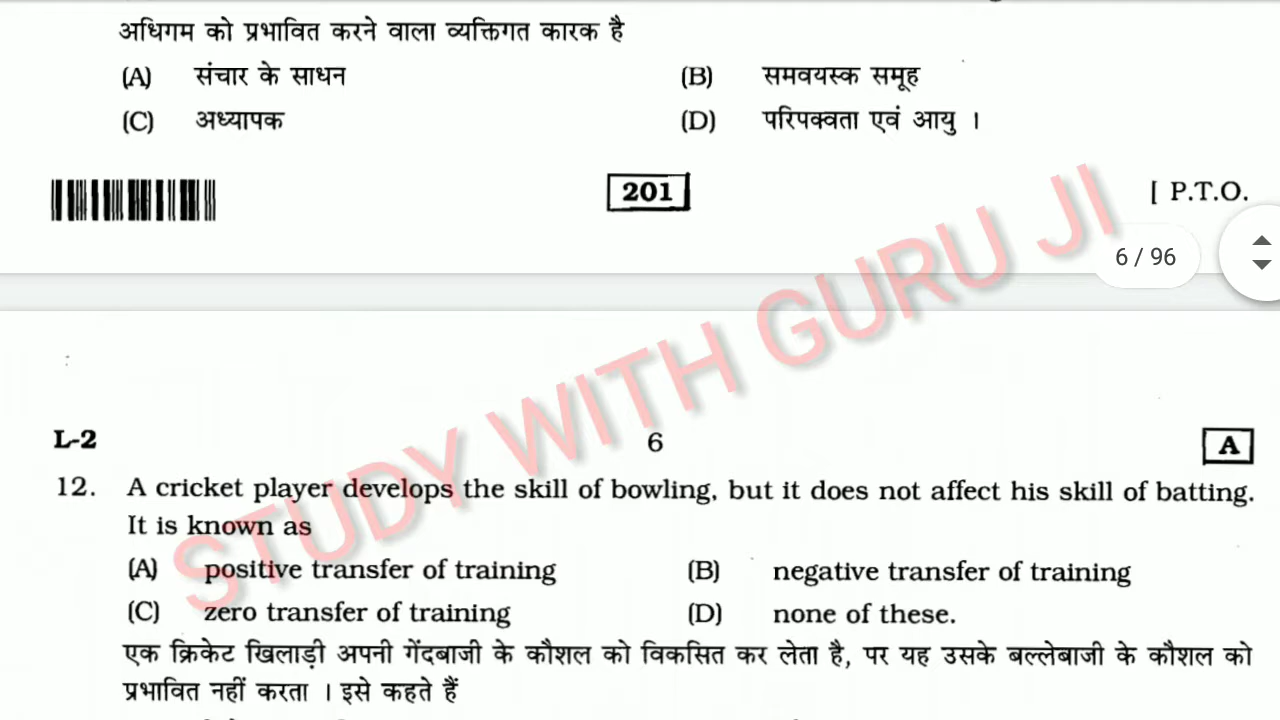 अधिगम को प्रभावित करने वाला व्यक्तिगत कारक है
(A) संचार के साधन (B) समवयस्क समूह
(C) अध्यापक (D) परिपक्वता एवं आयु ।
201 [ P.T.O.
6 / 96
STUDY WITH GURU JI
L-2 6 A
12. A cricket player develops the skill of bowling, but it does not affect his skill of batting.
It is known as
(A) positive transfer of training (B) negative transfer of training
(C) zero transfer of training (D) none of these.
एक क्रिकेट खिलाड़ी अपनी गेंदबाजी के कौशल को विकसित कर लेता है, पर यह उसके बल्लेबाजी के कौशल को
प्रभावित नहीं करता । इसे कहते हैं